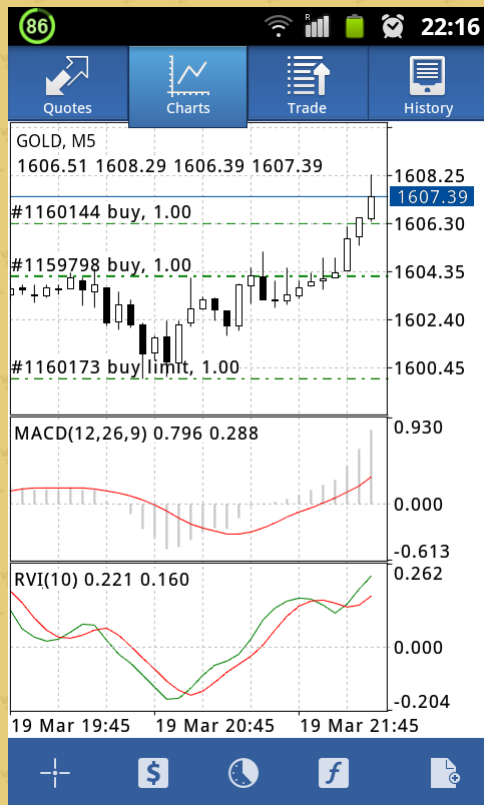 86 R 22:16
Quotes Charts Trade History
GOLD, M5
1606.51 1608.29 1606.39 1607.39
1608.25
1607.39
#1160144 buy, 1.00
1606.30
#1159798 buy, 1.00
1604.35
1602.40
#1160173 buy limit, 1.00
1600.45
MACD(12,26,9) 0.796 0.288
0.930
0.000
-0.613
RVI(10) 0.221 0.160
0.262
0.000
-0.204
19 Mar 19:45 19 Mar 20:45 19 Mar 21:45
$ f